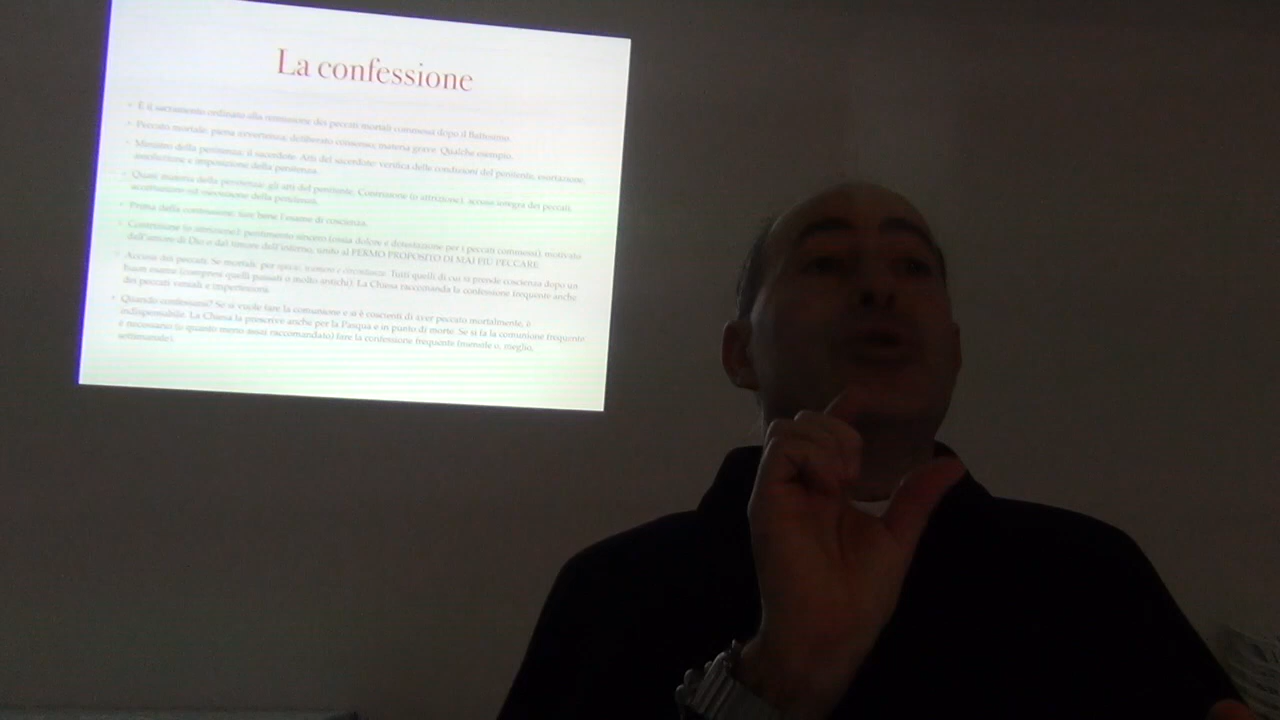 La confessione
È il sacramento ordinato alla remissione dei peccati mortali commessi dopo il Battesimo.
Peccato mortale: piena avvertenza; deliberato consenso; materia grave. Qualche esempio.
Ministro della penitenza: il sacerdote. Atti del sacerdote: verifica delle condizioni del penitente, esortazione,
assoluzione e imposizione della penitenza.
Quasi materia della penitenza: gli atti del penitente. Contrizione (o attrizione), accusa integra dei peccati,
accettazione ed esecuzione della penitenza.
Prima della confessione: fare bene l'esame di coscienza.
Contrizione (o attrizione): pentimento sincero (ossia dolore e detestazione per i peccati commessi), motivato
dall'amore di Dio o dal timore dell'inferno, unito al FERMO PROPOSITO DI MAI PIÙ PECCARE.
Accusa dei peccati. Se mortali: per specie, numero e circostanze. Tutti quelli di cui si prende coscienza dopo un
buon esame (compresi quelli passati o molto antichi). La Chiesa raccomanda la confessione frequente anche
dei peccati veniali e imperfezioni.
Quando confessarsi? Se si vuole fare la comunione e si è coscienti di aver peccato mortalmente, è
indispensabile. La Chiesa la prescrive anche per la Pasqua e in punto di morte. Se si fa la comunione frequente
è necessario (o quanto meno assai raccomandato) fare la confessione frequente (mensile o, meglio,
settimanale).